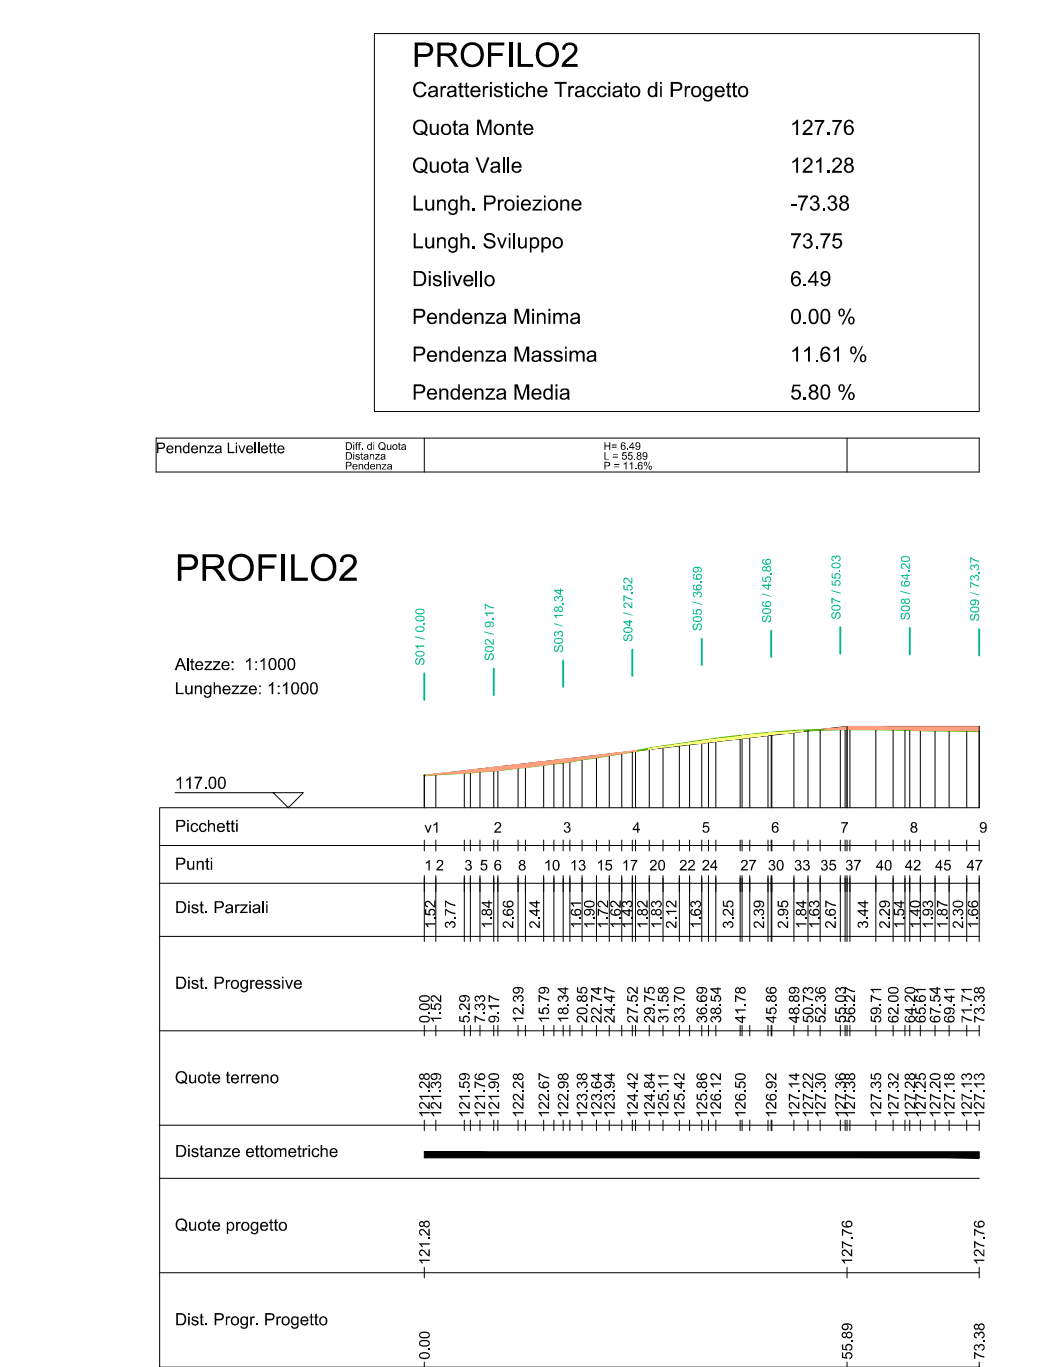 PROFILO2
Caratteristiche Tracciato di Progetto
Quota Monte 127.76
Quota Valle 121.28
Lungh. Proiezione -73.38
Lungh. Sviluppo 73.75
Dislivello 6.49
Pendenza Minima 0.00 %
Pendenza Massima 11.61 %
Pendenza Media 5.80 %
Pendenza Livellette
Diff. di Quota
Distanza
Pendenza
H= 6.49
L = 55.89
P = 11.6%
PROFILO2
Altezze: 1:1000
Lunghezze: 1:1000
S01 / 0.00
S02 / 9.17
S03 / 18.34
S04 / 27.52
S05 / 36.69
S06 / 45.86
S07 / 55.03
S08 / 64.20
S09 / 73.37
117.00
Picchetti v1 2 3 4 5 6 7 8 9
Punti 1 2 3 5 6 8 10 13 15 17 20 22 24 27 30 33 35 37 40 42 45 47
Dist. Parziali 1.52 3.77 1.84 2.66 2.44 1.61 1.90 1.72 1.62 1.43 1.82 1.83 2.12 1.63 3.25 2.39 2.95 1.84 1.63 2.67 3.44 2.29 1.54 1.40 1.93 1.87 2.30 1.66
Dist. Progressive 0.00 1.52 5.29 7.33 9.17 12.39 15.79 18.34 20.85 22.74 24.47 27.52 29.75 31.58 33.70 36.69 38.54 41.78 45.86 48.89 50.73 52.36 55.03 56.27 59.71 62.00 64.20 65.61 67.54 69.41 71.71 73.38
Quote terreno 121.28 121.39 121.59 121.76 121.90 122.28 122.67 122.98 123.38 123.64 123.94 124.42 124.84 125.11 125.42 125.86 126.12 126.50 126.92 127.14 127.22 127.30 127.36 127.38 127.35 127.32 127.28 127.25 127.20 127.18 127.13 127.13
Distanze ettometriche
Quote progetto 121.28 127.76 127.76
Dist. Progr. Progetto 0.00 55.89 73.38